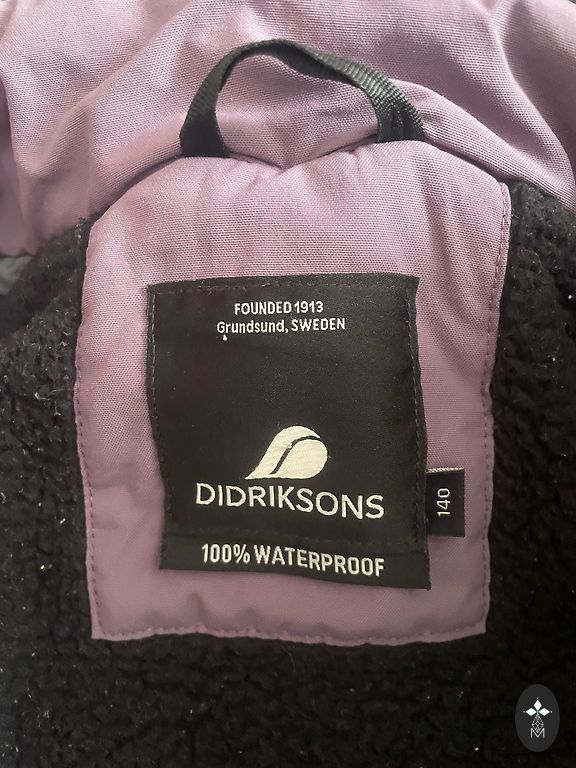 FOUNDED 1913
Grundsund, SWEDEN
DIDRIKSONS
140
100% WATERPROOF
M